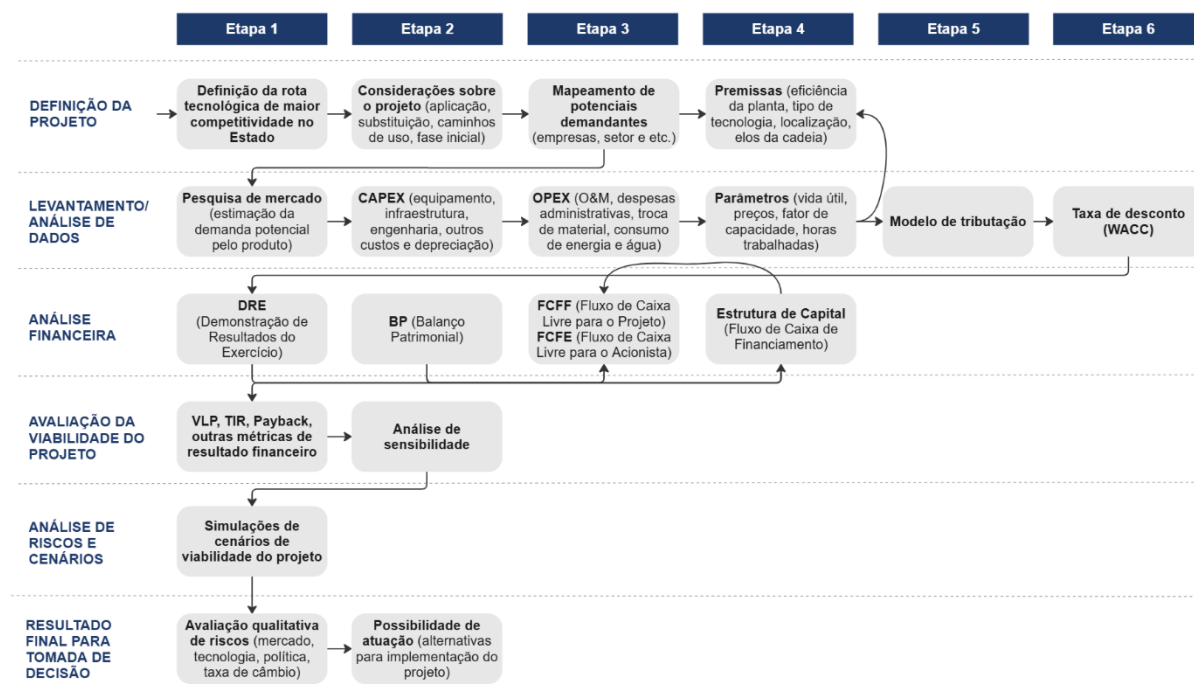 Etapa 1
Etapa 2
Etapa 3
Etapa 4
Etapa 5
Etapa 6
DEFINIÇÃO DA
PROJETO
Definição da rota
tecnológica de maior
competitividade no
Estado
Considerações sobre
o projeto (aplicação,
substituição, caminhos
de uso, fase inicial)
Mapeamento de
potenciais
demandantes
(empresas, setor e etc.)
Premissas (eficiência
da planta, tipo de
tecnologia, localização,
elos da cadeia)
LEVANTAMENTO/
ANÁLISE DE
DADOS
Pesquisa de mercado
(estimação da
demanda potencial
pelo produto)
CAPEX (equipamento,
infraestrutura,
engenharia, outros
custos e depreciação)
OPEX (O&M, despesas
administrativas, troca
de material, consumo
de energia e água)
Parâmetros (vida útil,
preços, fator de
capacidade, horas
trabalhadas)
Modelo de tributação
Taxa de desconto
(WACC)
ANÁLISE
FINANCEIRA
DRE
(Demonstração de
Resultados do
Exercício)
BP (Balanço
Patrimonial)
FCFF (Fluxo de Caixa
Livre para o Projeto)
FCFE (Fluxo de Caixa
Livre para o Acionista)
Estrutura de Capital
(Fluxo de Caixa de
Financiamento)
AVALIAÇÃO DA
VIABILIDADE DO
PROJETO
VLP, TIR, Payback,
outras métricas de
resultado financeiro
Análise de
sensibilidade
ANÁLISE DE
RISCOS E
CENÁRIOS
Simulações de
cenários de
viabilidade do projeto
RESULTADO
FINAL PARA
TOMADA DE
DECISÃO
Avaliação qualitativa
de riscos (mercado,
tecnologia, política,
taxa de câmbio)
Possibilidade de
atuação (alternativas
para implementação do
projeto)